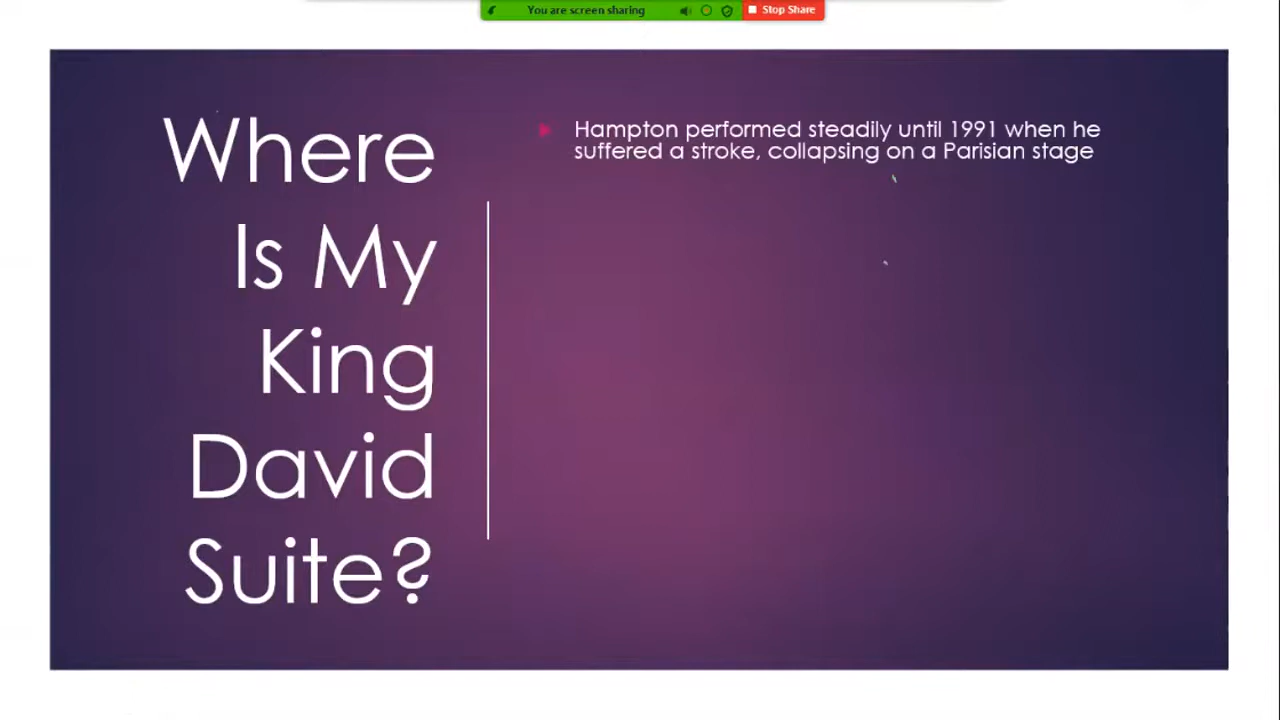 You are screen sharing
Stop Share
Where
Is My
King
David
Suite?
Hampton performed steadily until 1991 when he
suffered a stroke, collapsing on a Parisian stage